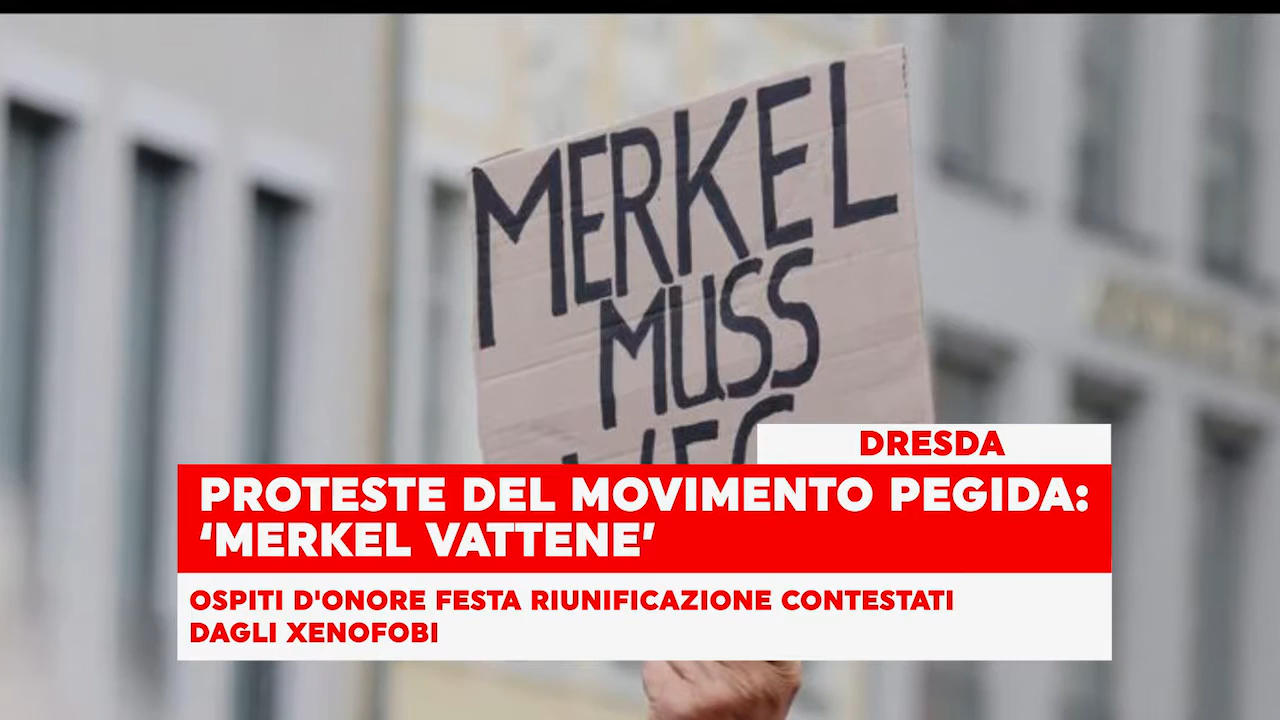 MERKEL
MUSS
DRESDA
PROTESTE DEL MOVIMENTO PEGIDA:
‘MERKEL VATTENE’
OSPITI D'ONORE FESTA RIUNIFICAZIONE CONTESTATI
DAGLI XENOFOBI